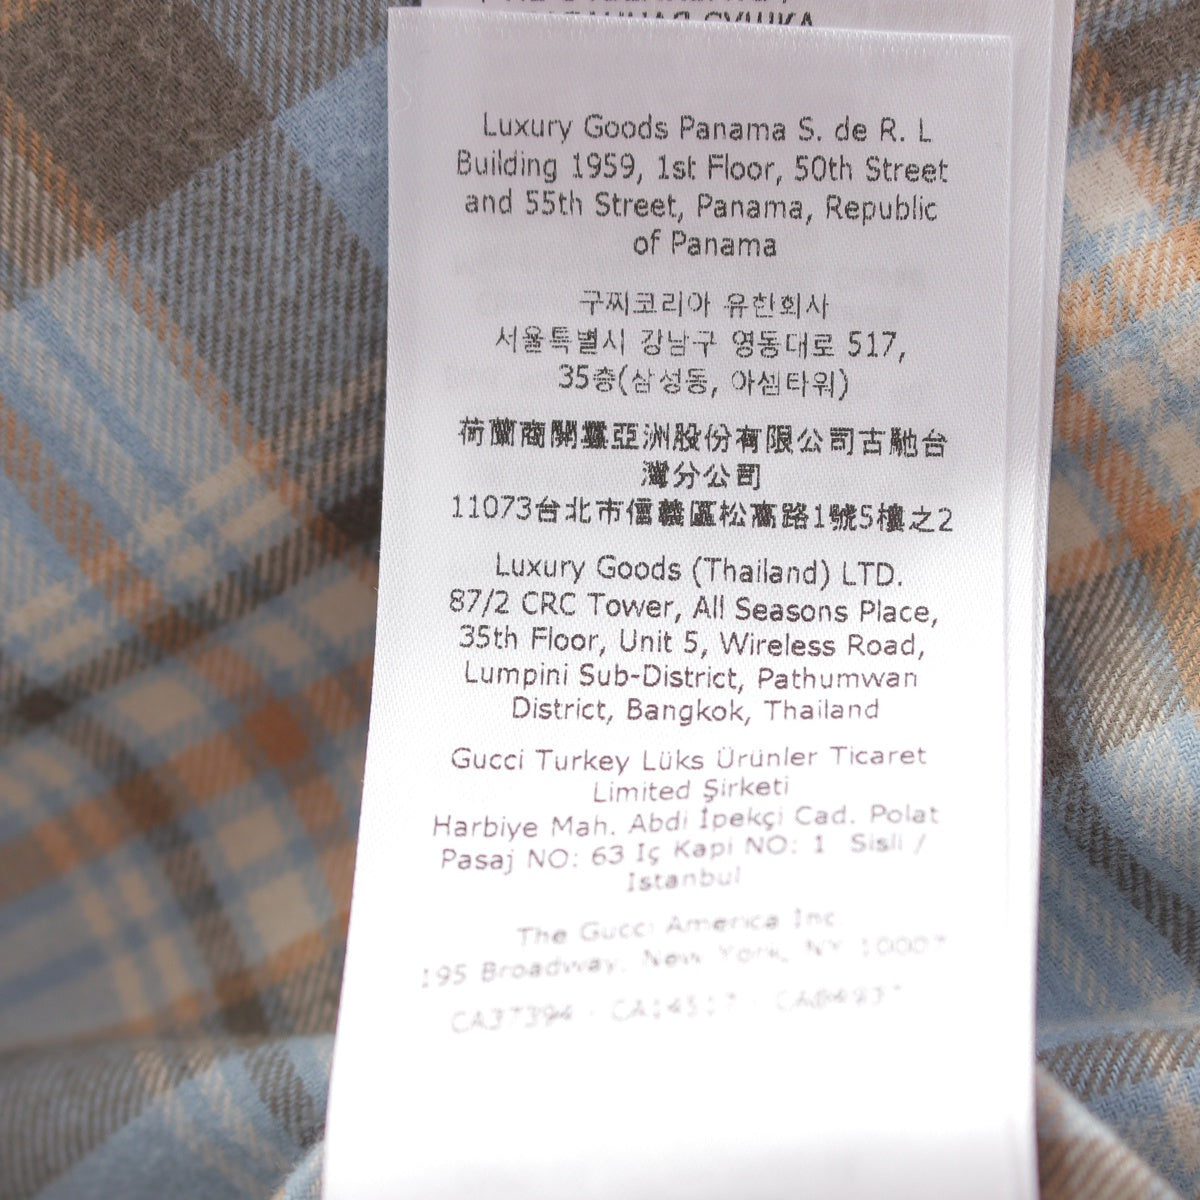 Luxury Goods Panama S. de R. L
Building 1959, 1st Floor, 50th Street
and 55th Street, Panama, Republic
of Panama
구찌코리아 유한회사
서울특별시 강남구 영동대로 517,
35층(삼성동, 아셈타워)
荷蘭商開雲亞洲股份有限公司古馳台
灣分公司
11073台北市信義區松高路1號5樓之2
Luxury Goods (Thailand) LTD.
87/2 CRC Tower, All Seasons Place,
35th Floor, Unit 5, Wireless Road,
Lumpini Sub-District, Pathumwan
District, Bangkok, Thailand
Gucci Turkey Lüks Ürünler Ticaret
Limited Şirketi
Harbiye Mah. Abdi İpekçi Cad. Polat
Pasaj NO: 63 Iç Kapi NO: 1 Sisli /
Istanbul
The Gucci America Inc.
195 Broadway, New York, NY 10007
CA37394 -